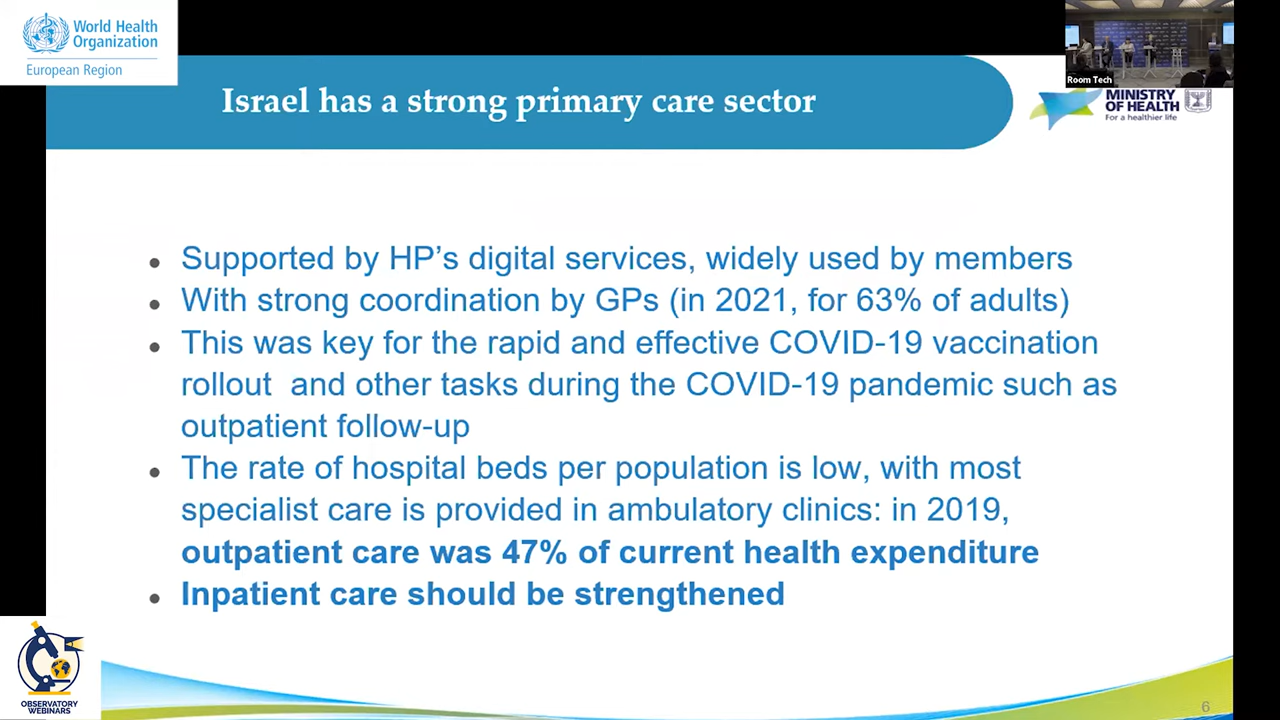 World Health
Organization
European Region
Room Tech
Israel has a strong primary care sector
MINISTRY
OF HEALTH
For a healthier life
• Supported by HP’s digital services, widely used by members
• With strong coordination by GPs (in 2021, for 63% of adults)
• This was key for the rapid and effective COVID-19 vaccination
rollout  and other tasks during the COVID-19 pandemic such as
outpatient follow-up
• The rate of hospital beds per population is low, with most
specialist care is provided in ambulatory clinics: in 2019,
outpatient care was 47% of current health expenditure
• Inpatient care should be strengthened
OBSERVATORY
WEBINARS
6